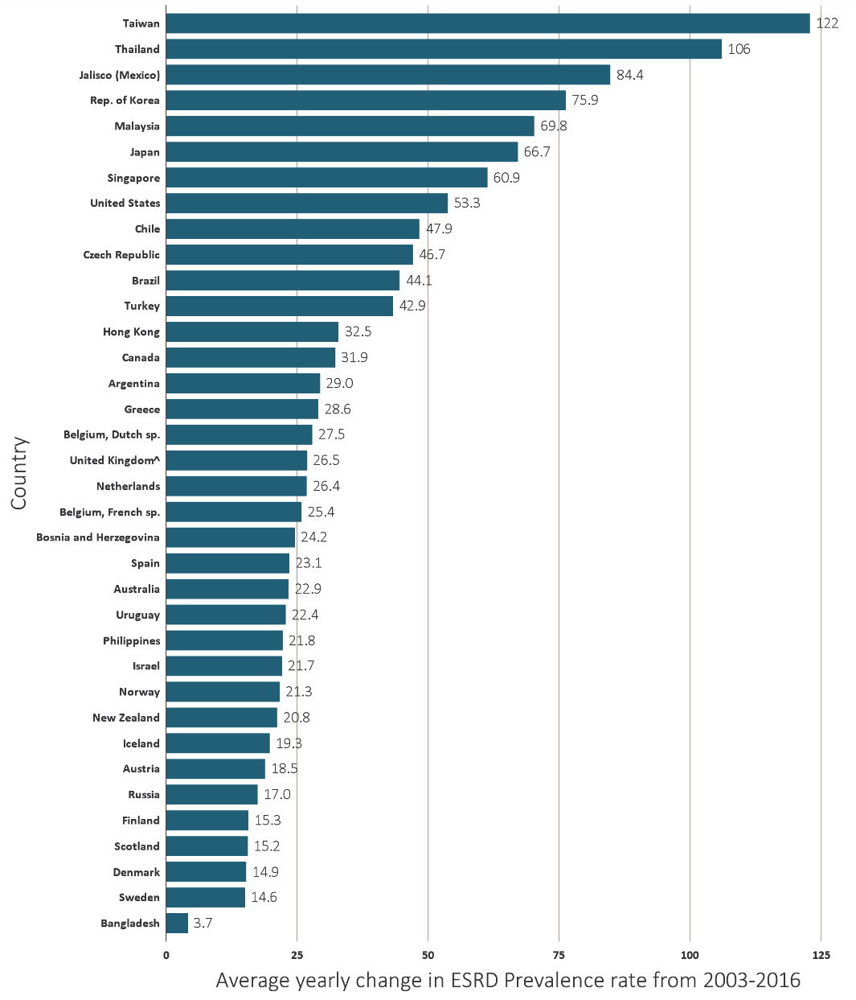 Taiwan 122
Thailand 106
Jalisco (Mexico) 84.4
Rep. of Korea 75.9
Malaysia 69.8
Japan 66.7
Singapore 60.9
United States 53.3
Chile 47.9
Czech Republic 46.7
Brazil 44.1
Turkey 42.9
Hong Kong 32.5
Canada 31.9
Argentina 29.0
Greece 28.6
Belgium, Dutch sp. 27.5
United Kingdom^ 26.5
Netherlands 26.4
Belgium, French sp. 25.4
Bosnia and Herzegovina 24.2
Spain 23.1
Australia 22.9
Uruguay 22.4
Philippines 21.8
Israel 21.7
Norway 21.3
New Zealand 20.8
Iceland 19.3
Austria 18.5
Russia 17.0
Finland 15.3
Scotland 15.2
Denmark 14.9
Sweden 14.6
Bangladesh 3.7
Country
0 25 50 75 100 125
Average yearly change in ESRD Prevalence rate from 2003-2016